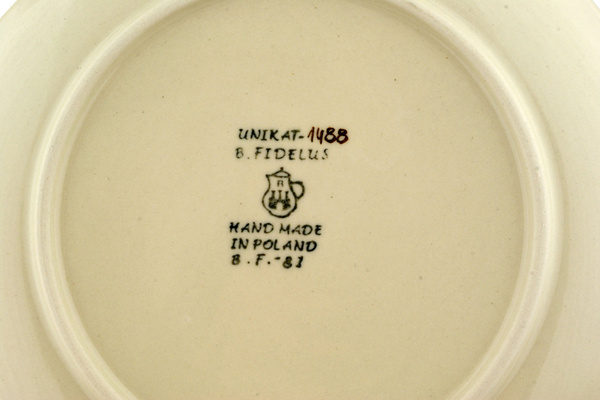 UNIKAT-1488
B. FIDELUS
HAND MADE
IN POLAND
B.F.-81